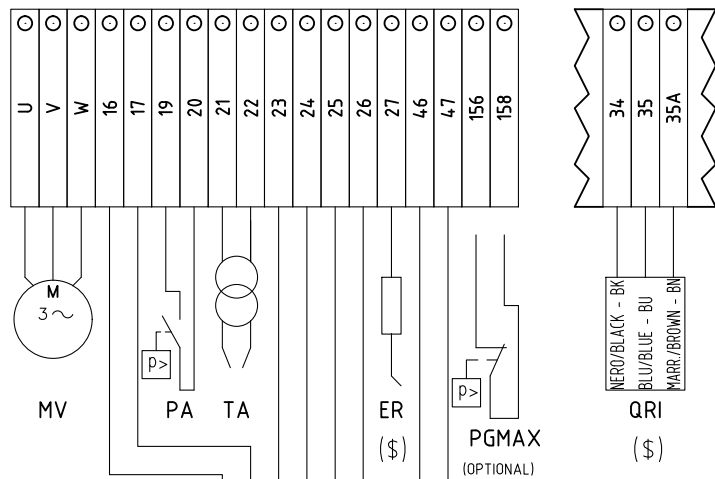 U V W 16 17 19 20 21 22 23 24 25 26 27 46 47 156 158
34 35 35A
M
3~
p>
p>
NERO/BLACK - BK
BLU/BLUE - BU
MARR./BROWN - BN
MV PA TA ER QRI
($) PGMAX ($)
(OPTIONAL)